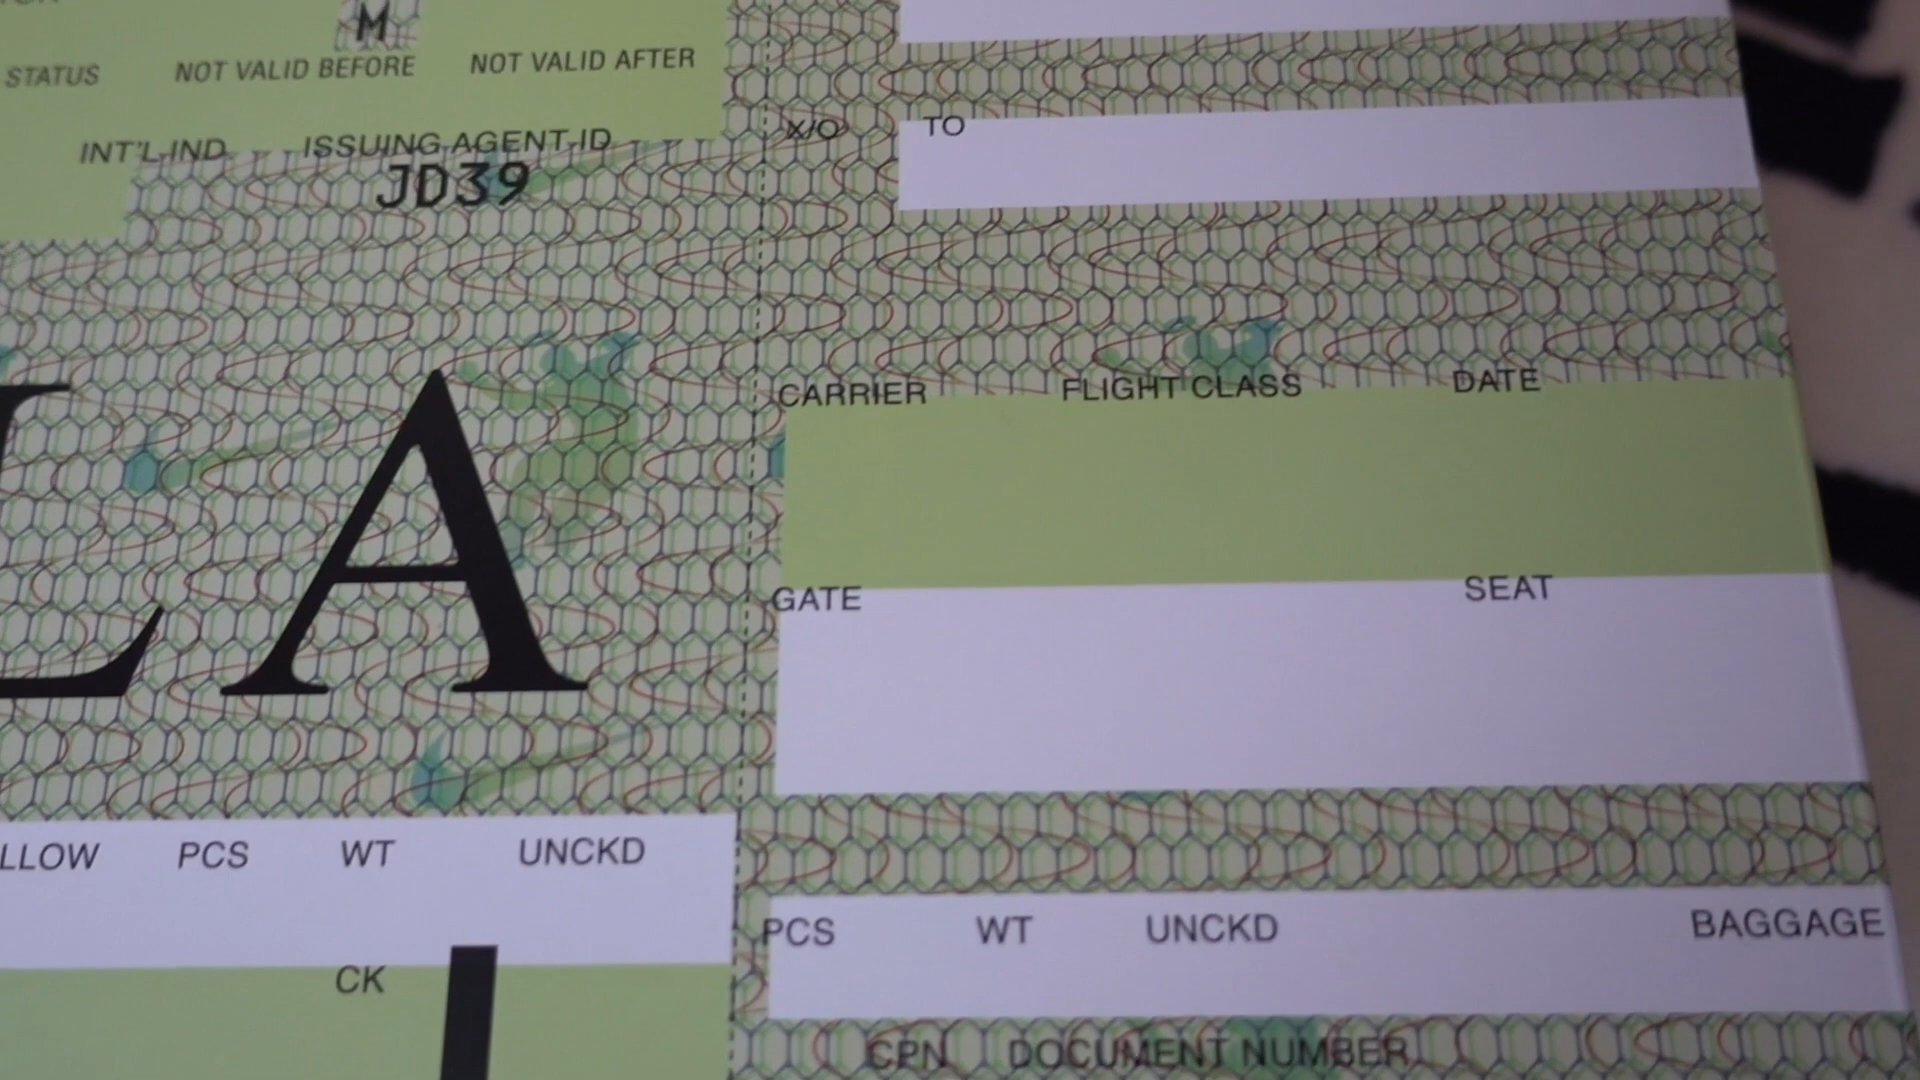 M
STATUS NOT VALID BEFORE NOT VALID AFTER
INT'L IND ISSUING AGENT ID
JD39
X/O TO
CARRIER FLIGHT CLASS DATE
LA
GATE SEAT
LLOW PCS WT UNCKD
PCS WT UNCKD BAGGAGE
CK
CPN DOCUMENT NUMBER